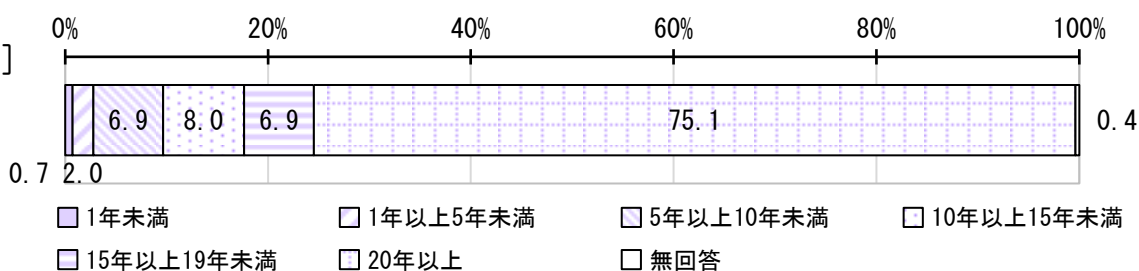 0% 20% 40% 60% 80% 100%
]
6.9 8.0 6.9 75.1 0.4
0.7 2.0
1年未満 1年以上5年未満 5年以上10年未満 10年以上15年未満
15年以上19年未満 20年以上 無回答